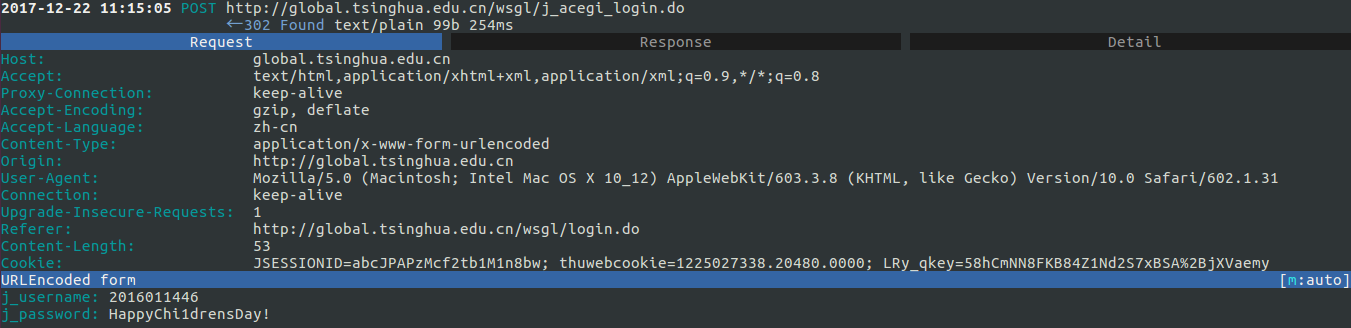 2017-12-22 11:15:05 POST http://global.tsinghua.edu.cn/wsgl/j_acegi_login.do
←302 Found text/plain 99b 254ms
Request Response Detail
Host: global.tsinghua.edu.cn
Accept: text/html,application/xhtml+xml,application/xml;q=0.9,*/*;q=0.8
Proxy-Connection: keep-alive
Accept-Encoding: gzip, deflate
Accept-Language: zh-cn
Content-Type: application/x-www-form-urlencoded
Origin: http://global.tsinghua.edu.cn
User-Agent: Mozilla/5.0 (Macintosh; Intel Mac OS X 10_12) AppleWebKit/603.3.8 (KHTML, like Gecko) Version/10.0 Safari/602.1.31
Connection: keep-alive
Upgrade-Insecure-Requests: 1
Referer: http://global.tsinghua.edu.cn/wsgl/login.do
Content-Length: 53
Cookie: JSESSIONID=abcJPAPzMcf2tb1M1n8bw; thuwebcookie=1225027338.20480.0000; LRy_qkey=58hCmNN8FKB84Z1Nd2S7xBSA%2BjXVaemy
URLEncoded form [m:auto]
j_username: 2016011446
j_password: HappyChi1drensDay!